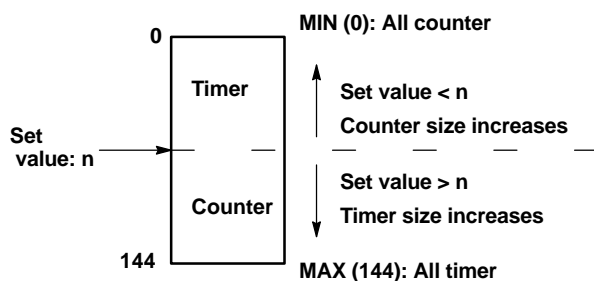 0
MIN (0): All counter
Timer
Set value < n
Counter size increases
Set
value: n
Set value > n
Counter
Timer size increases
144
MAX (144): All timer